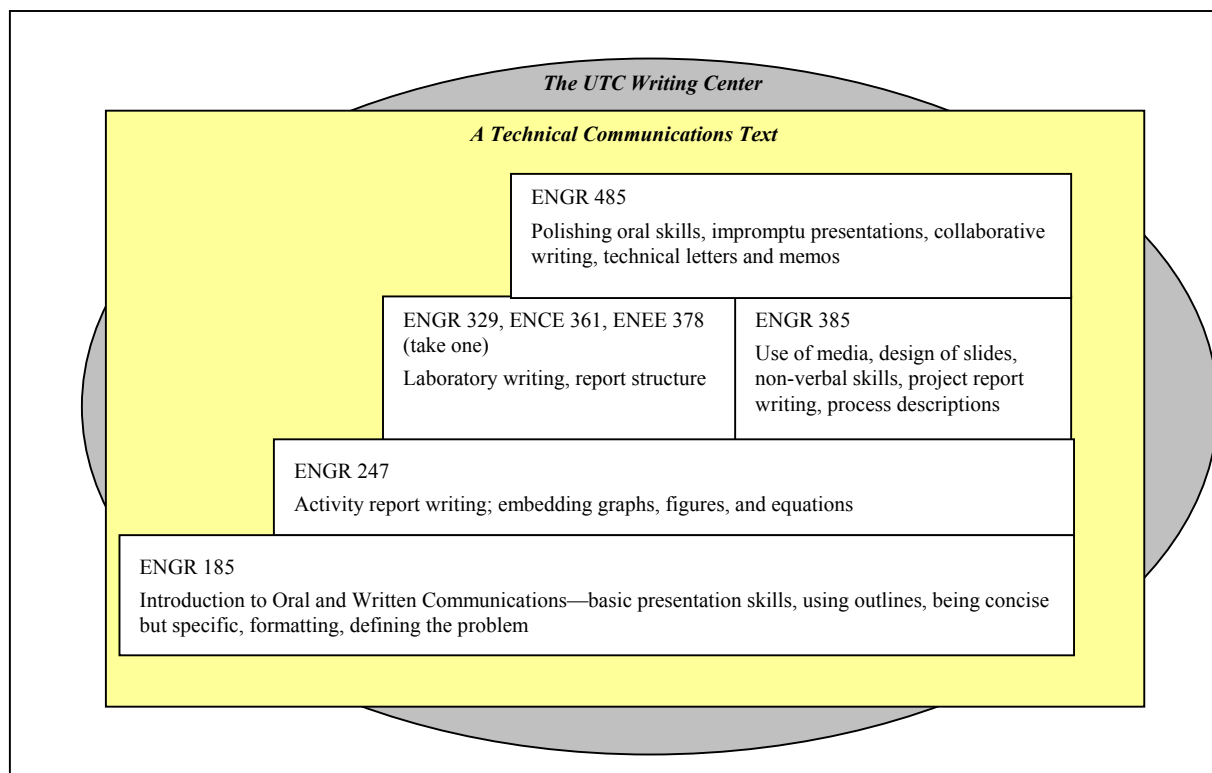 The UTC Writing Center
A Technical Communications Text
ENGR 485
Polishing oral skills, impromptu presentations, collaborative
writing, technical letters and memos
ENGR 329, ENCE 361, ENEE 378
(take one)
Laboratory writing, report structure
ENGR 385
Use of media, design of slides,
non-verbal skills, project report
writing, process descriptions
ENGR 247
Activity report writing; embedding graphs, figures, and equations
ENGR 185
Introduction to Oral and Written Communications—basic presentation skills, using outlines, being concise
but specific, formatting, defining the problem